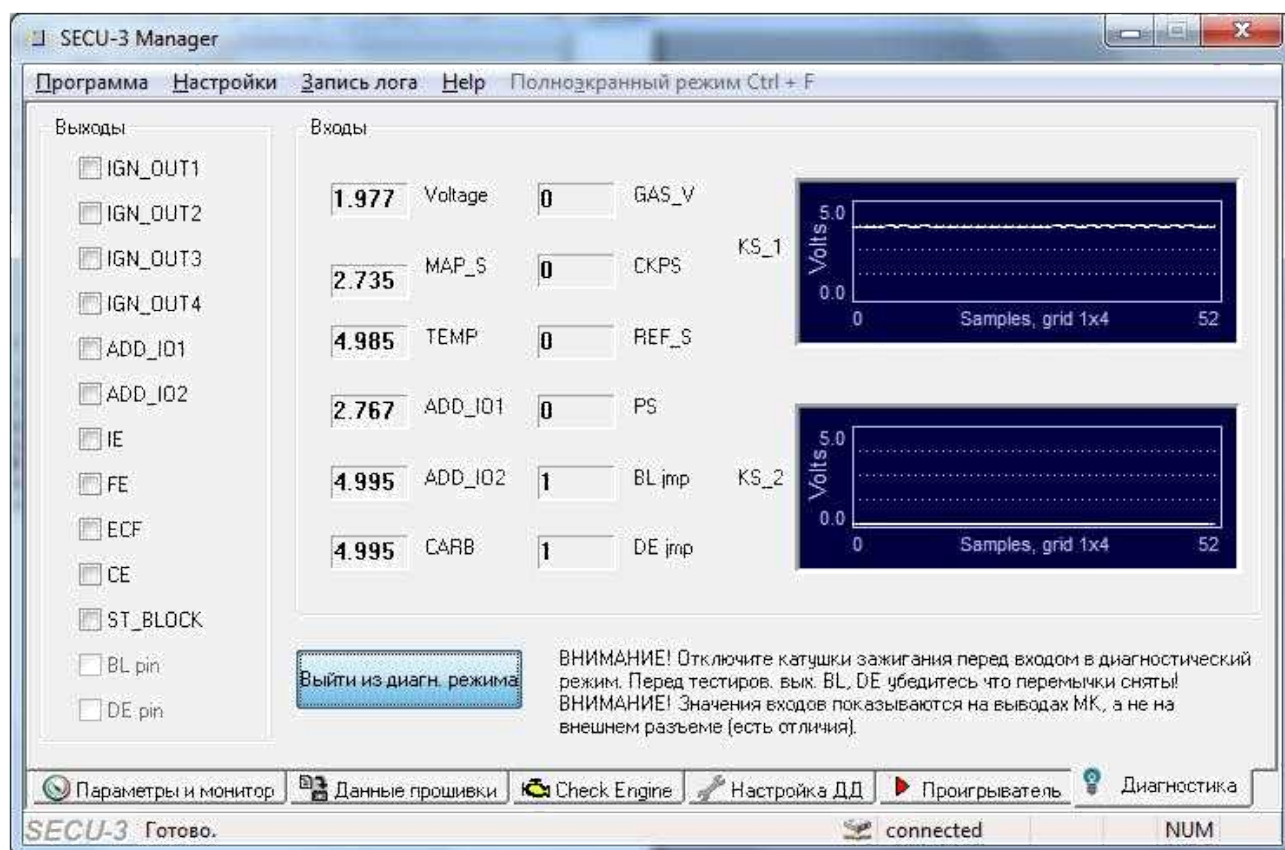 SECU-3 Manager
Программа Настройки Запись лога Help Полноэкранный режим Ctrl + F
Выходы
IGN_OUT1
IGN_OUT2
IGN_OUT3
IGN_OUT4
ADD_IO1
ADD_IO2
IE
FE
ECF
CE
ST_BLOCK
BL pin
DE pin
Входы
1.977 Voltage 0 GAS_V
2.735 MAP_S 0 CKPS
4.985 TEMP 0 REF_S
2.767 ADD_IO1 0 PS
4.995 ADD_IO2 1 BL jmp
4.995 CARB 1 DE jmp
KS_1
5.0
Volts
0.0
0 Samples, grid 1x4 52
KS_2
5.0
Volts
0.0
0 Samples, grid 1x4 52
Выйти из диагн. режима
ВНИМАНИЕ! Отключите катушки зажигания перед входом в диагностический
режим. Перед тестиров. вых. BL, DE убедитесь что перемычки сняты!
ВНИМАНИЕ! Значения входов показываются на выводах МК, а не на
внешнем разъеме (есть отличия).
Параметры и монитор Данные прошивки Check Engine Настройка ДД Проигрыватель Диагностика
SECU-3 Готово. connected NUM